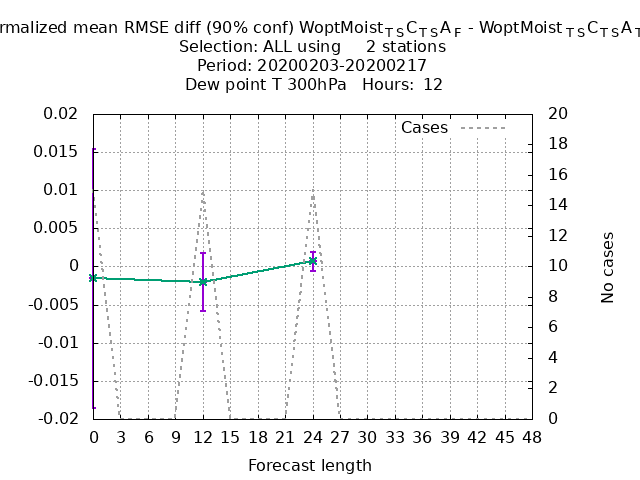 rmalized mean RMSE diff (90% conf) WoptMoistTSCTSAF - WoptMoistTSCTSAT
Selection: ALL using 2 stations
Period: 20200203-20200217
Dew point T 300hPa Hours: 12
Cases
0.02
0.015
0.01
0.005
0
-0.005
-0.01
-0.015
-0.02
20
18
16
14
12
10
8
6
4
2
0
No cases
0 3 6 9 12 15 18 21 24 27 30 33 36 39 42 45 48
Forecast length